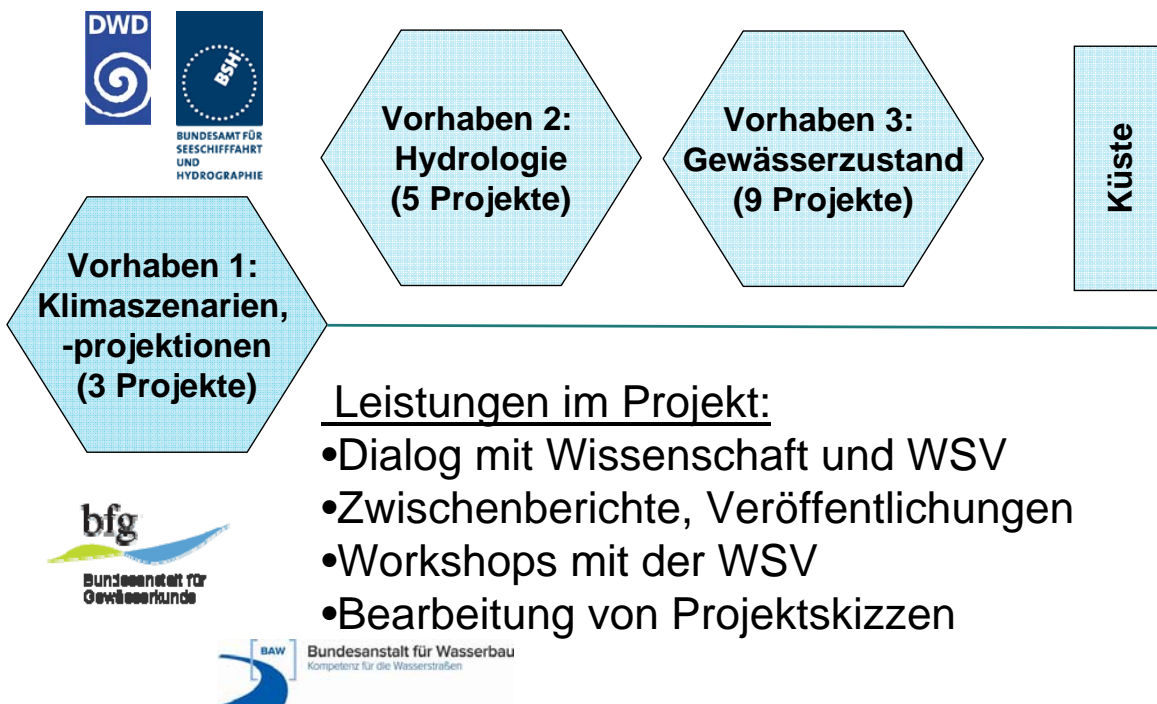 DWD
BSH
BUNDESAMT FÜR
SEESCHIFFFAHRT
UND
HYDROGRAPHIE
Vorhaben 2:
Hydrologie
(5 Projekte)
Vorhaben 3:
Gewässerzustand
(9 Projekte)
Küste
Vorhaben 1:
Klimaszenarien,
-projektionen
(3 Projekte)
Leistungen im Projekt:
•Dialog mit Wissenschaft und WSV
•Zwischenberichte, Veröffentlichungen
•Workshops mit der WSV
•Bearbeitung von Projektskizzen
bfg
Bundesanstalt für
Gewässerkunde
BAW
Bundesanstalt für Wasserbau
Kompetenz für die Wasserstraßen